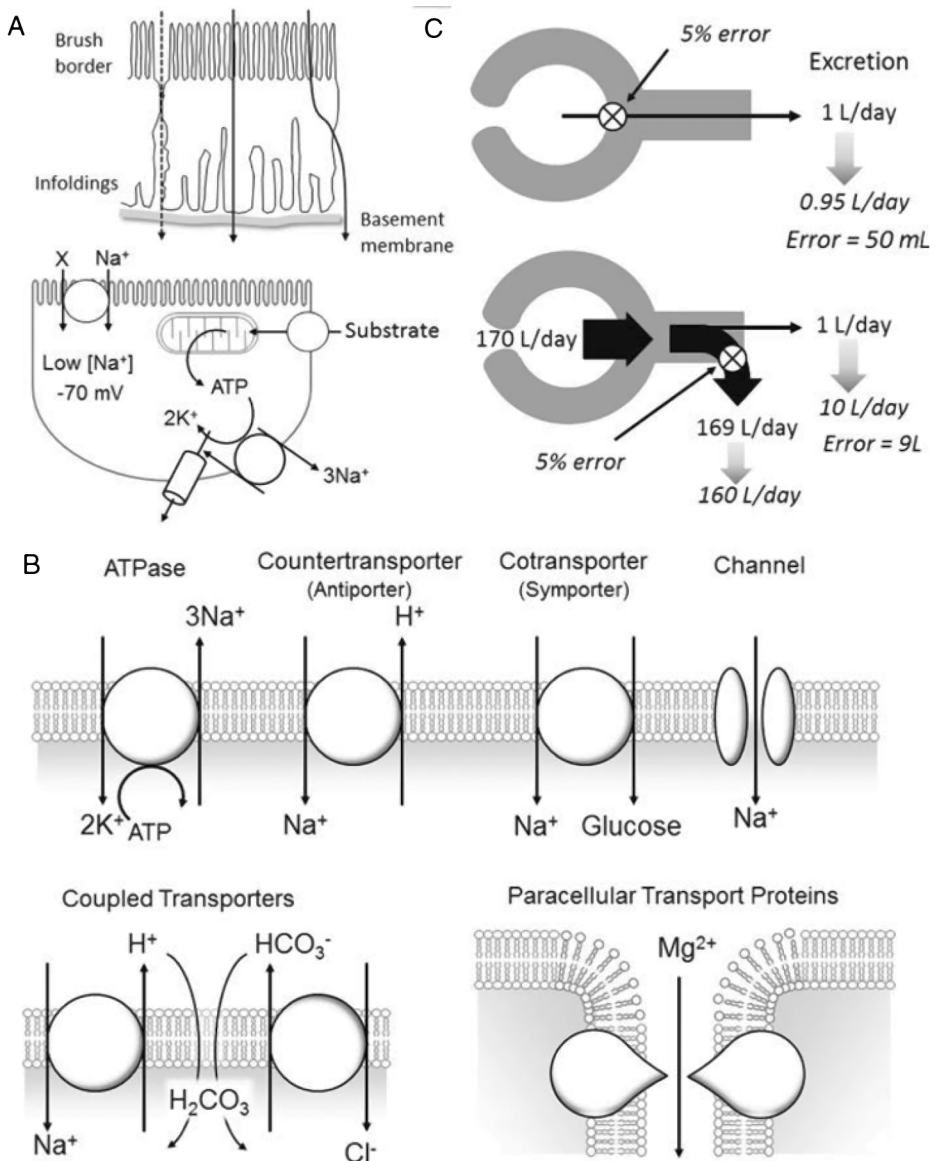 A
Brush
border
Infoldings
Basement
membrane
X
Na⁺
Low [Na⁺]
-70 mV
Substrate
ATP
2K⁺
3Na⁺
C
5% error
Excretion
1 L/day
0.95 L/day
Error = 50 mL
170 L/day
1 L/day
10 L/day
Error = 9L
5% error
169 L/day
160 L/day
B
ATPase
3Na⁺
2K⁺
ATP
Countertransporter
(Antiporter)
H⁺
Na⁺
Cotransporter
(Symporter)
Na⁺
Glucose
Channel
Na⁺
Coupled Transporters
H⁺
HCO₃⁻
H₂CO₃
Na⁺
Cl⁻
Paracellular Transport Proteins
Mg²⁺